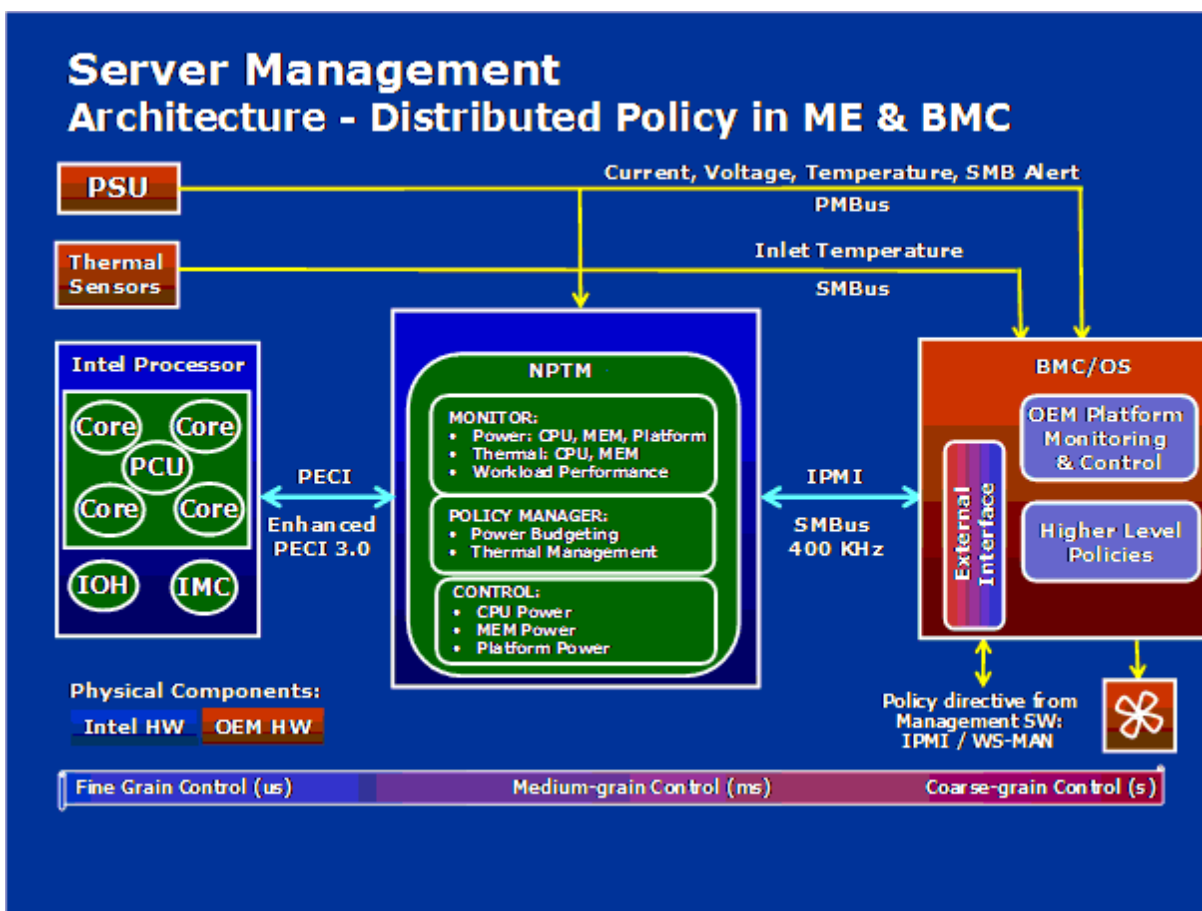 Server Management
Architecture - Distributed Policy in ME & BMC
PSU
Current, Voltage, Temperature, SMB Alert
PMBus
Thermal
Sensors
Inlet Temperature
SMBus
Intel Processor
Core
Core
PCU
Core
Core
IOH
IMC
PECI
Enhanced
PECI 3.0
NPTM
MONITOR:
• Power: CPU, MEM, Platform
• Thermal: CPU, MEM
• Workload Performance
POLICY MANAGER:
• Power Budgeting
• Thermal Management
CONTROL:
• CPU Power
• MEM Power
• Platform Power
IPMI
SMBus
400 KHz
BMC/OS
OEM Platform
Monitoring
& Control
External
Interface
Higher Level
Policies
Policy directive from
Management SW:
IPMI / WS-MAN
Physical Components:
Intel HW
OEM HW
Fine Grain Control (us)
Medium-grain Control (ms)
Coarse-grain Control (s)